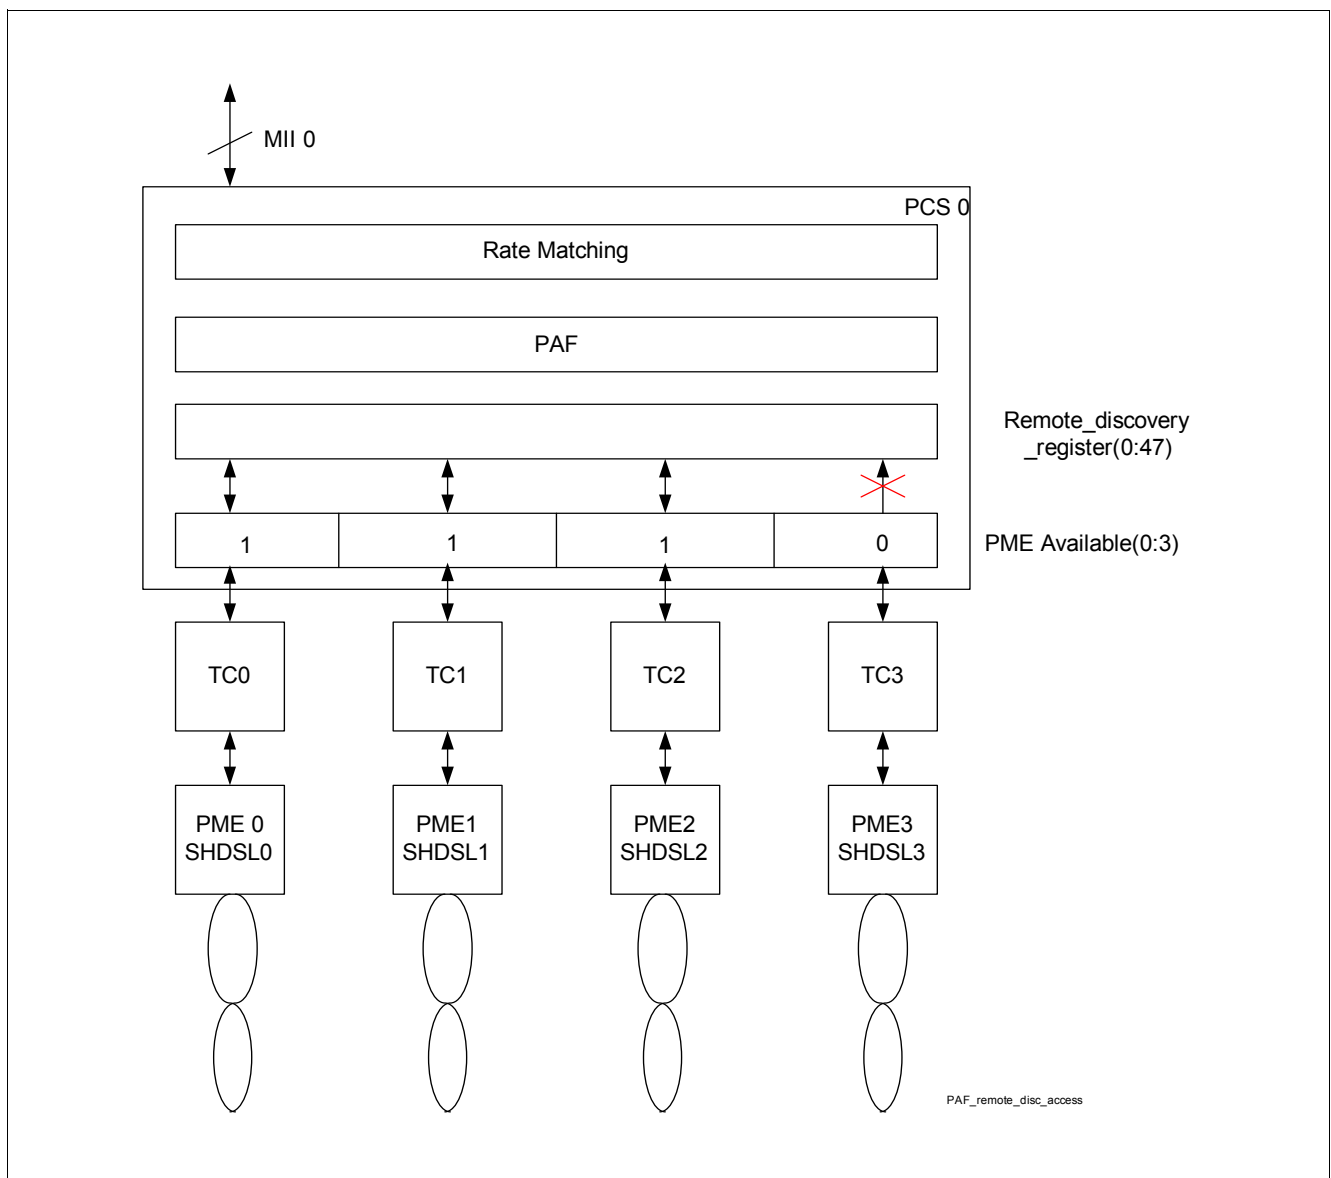 MII 0
PCS 0
Rate Matching
PAF
Remote_discovery
_register(0:47)
1
1
1
0
PME Available(0:3)
TC0
TC1
TC2
TC3
PME 0
SHDSL0
PME1
SHDSL1
PME2
SHDSL2
PME3
SHDSL3
PAF_remote_disc_access